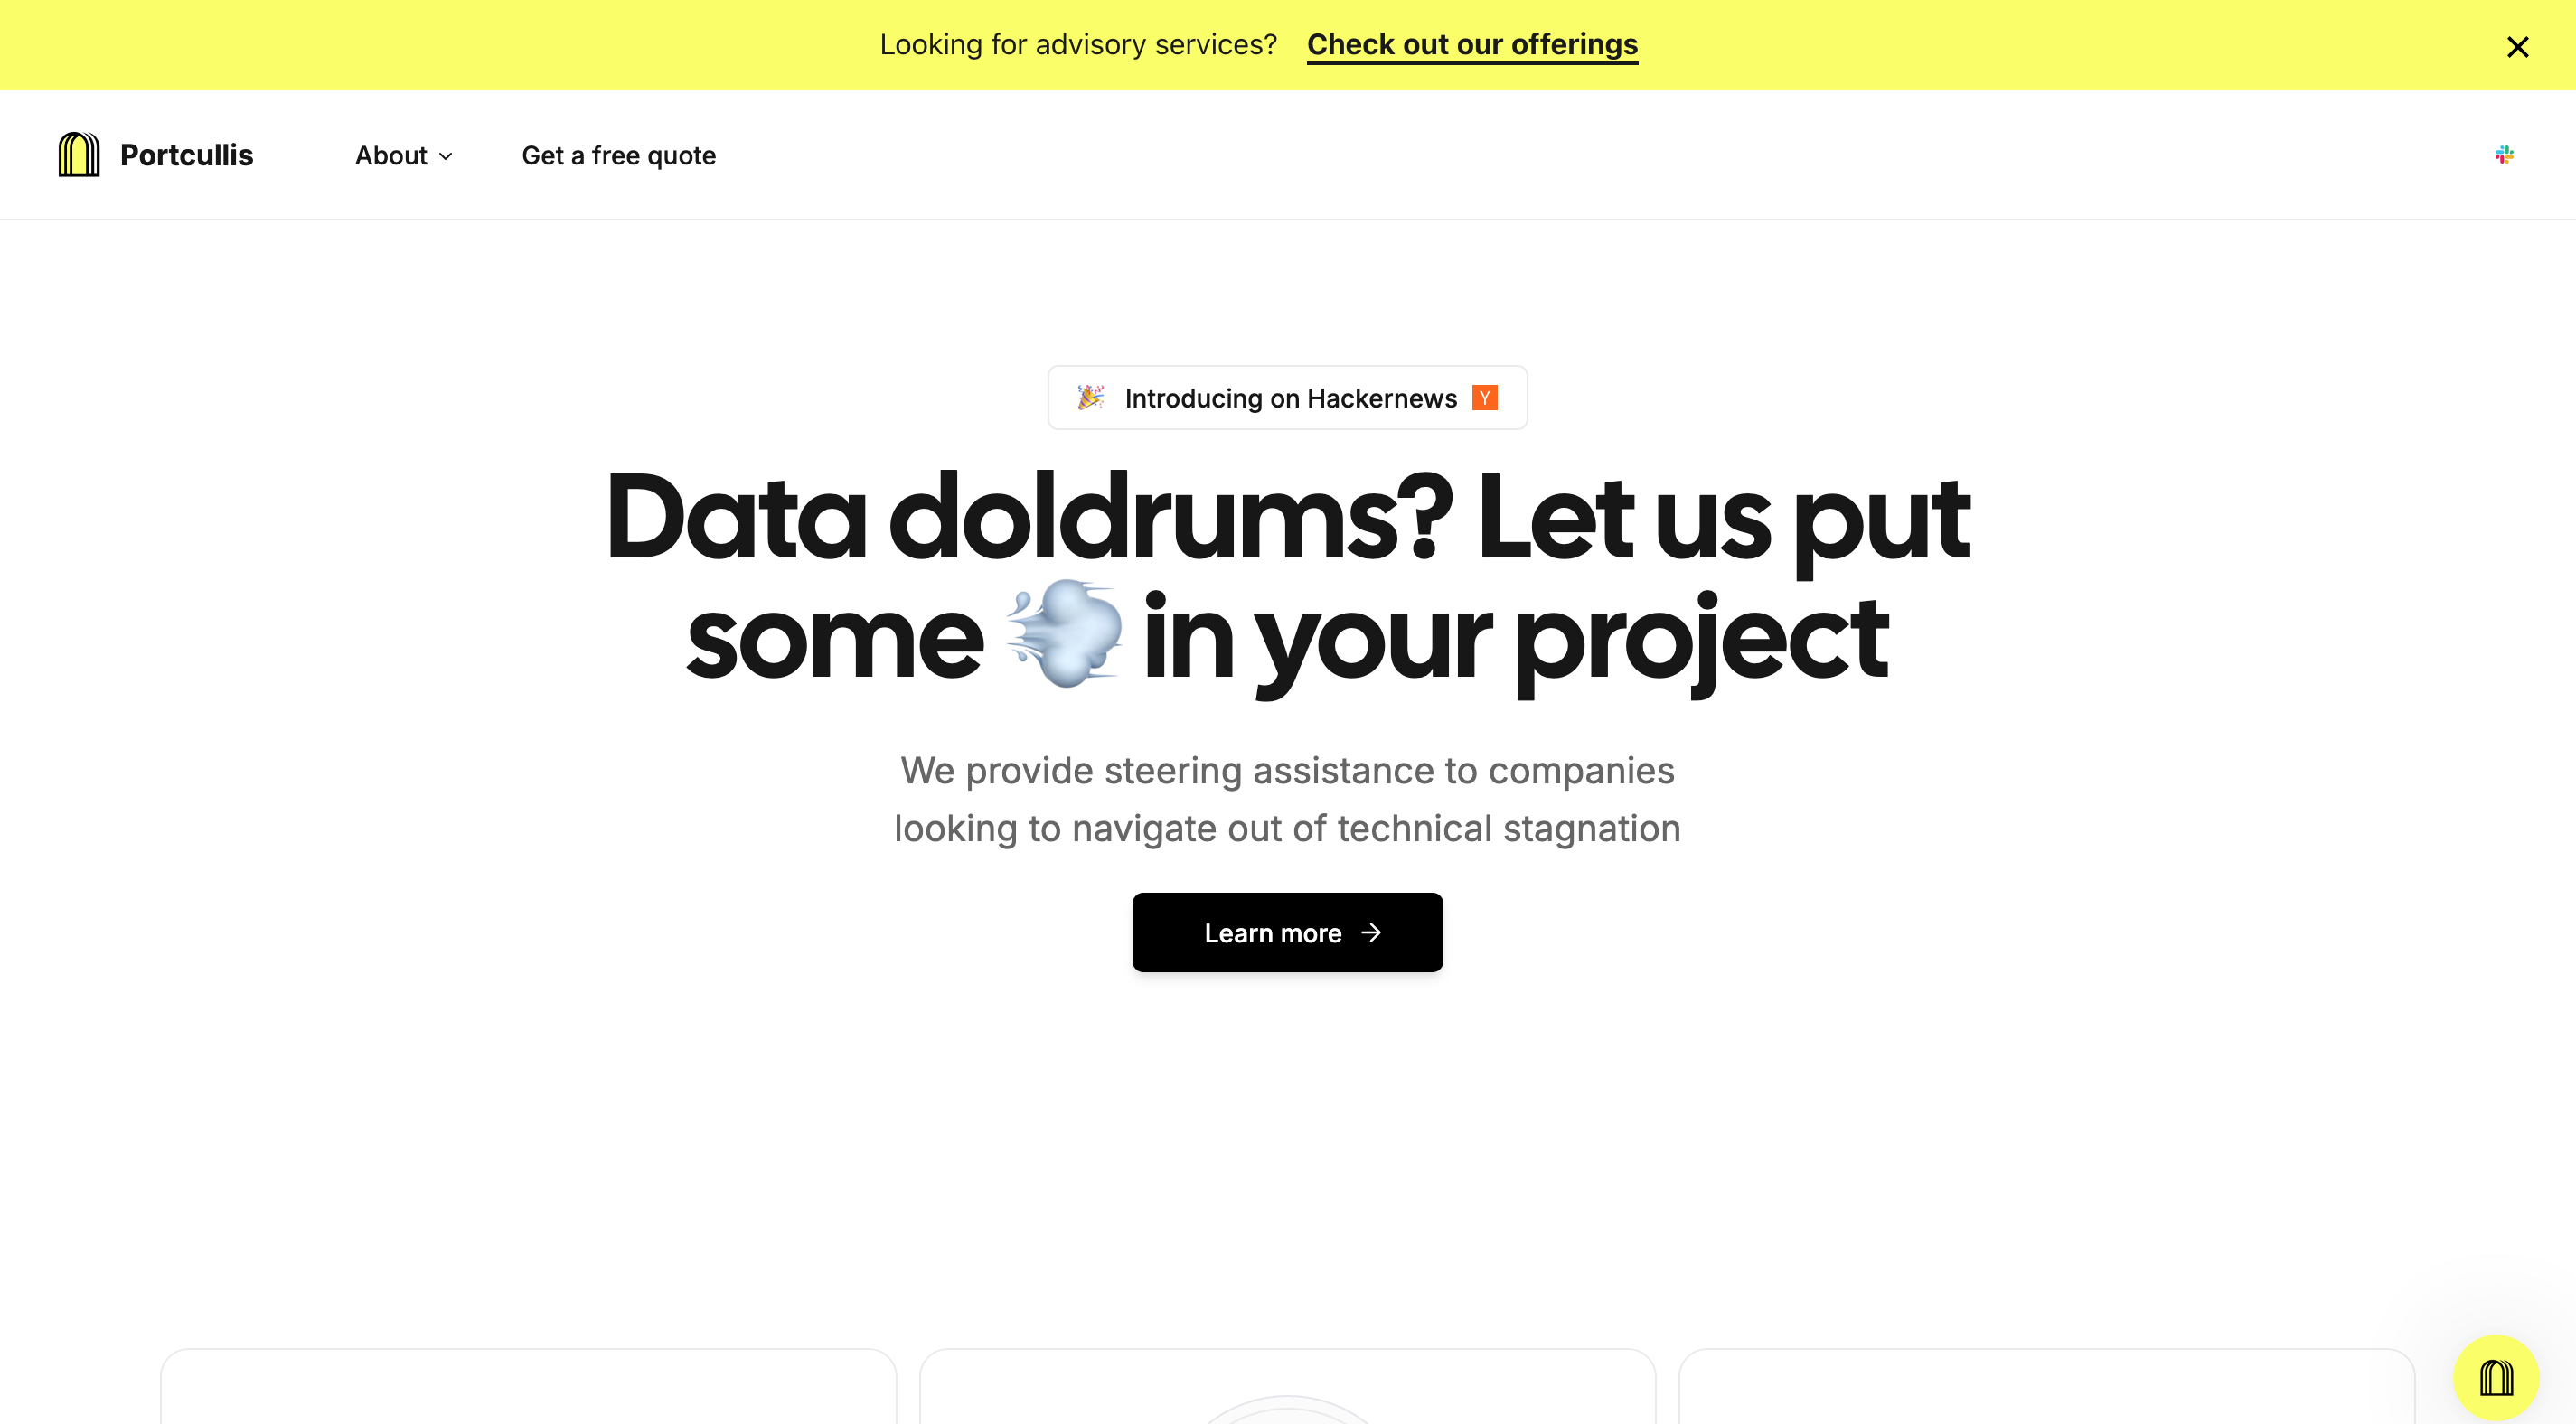 Looking for advisory services? Check out our offerings
Portcullis About Get a free quote
🎉 Introducing on Hackernews Y
Data doldrums? Let us put
some 💨 in your project
We provide steering assistance to companies
looking to navigate out of technical stagnation
Learn more →